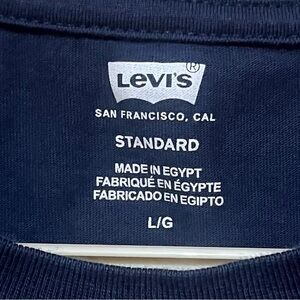 LEVI'S®
SAN FRANCISCO, CAL
STANDARD
MADE IN EGYPT
FABRIQUÉ EN ÉGYPTE
FABRICADO EN EGIPTO
L/G